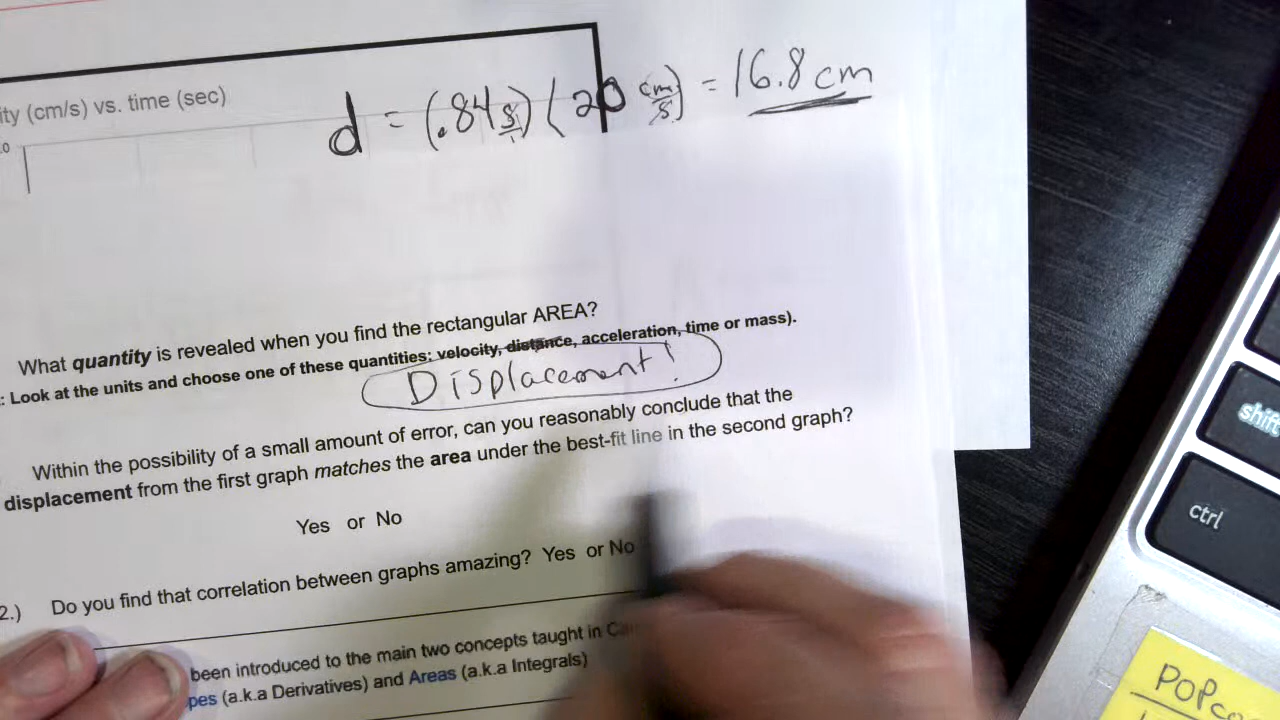 d = (.84 s) (20 cm/s) = 16.8 cm
ity (cm/s) vs. time (sec)
.0
What quantity is revealed when you find the rectangular AREA?
: Look at the units and choose one of these quantities: velocity, distance, acceleration, time or mass).
Displacement!
Within the possibility of a small amount of error, can you reasonably conclude that the
displacement from the first graph matches the area under the best-fit line in the second graph?
Yes or No
2.) Do you find that correlation between graphs amazing? Yes or No
been introduced to the main two concepts taught in
pes (a.k.a Derivatives) and Areas (a.k.a Integrals)
shift
ctrl